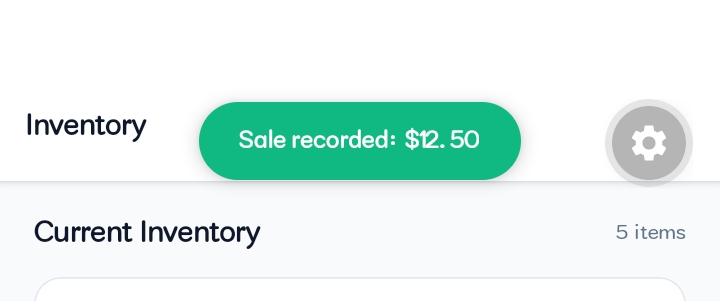 Inventory
Sale recorded: $12.50
Current Inventory
5 items